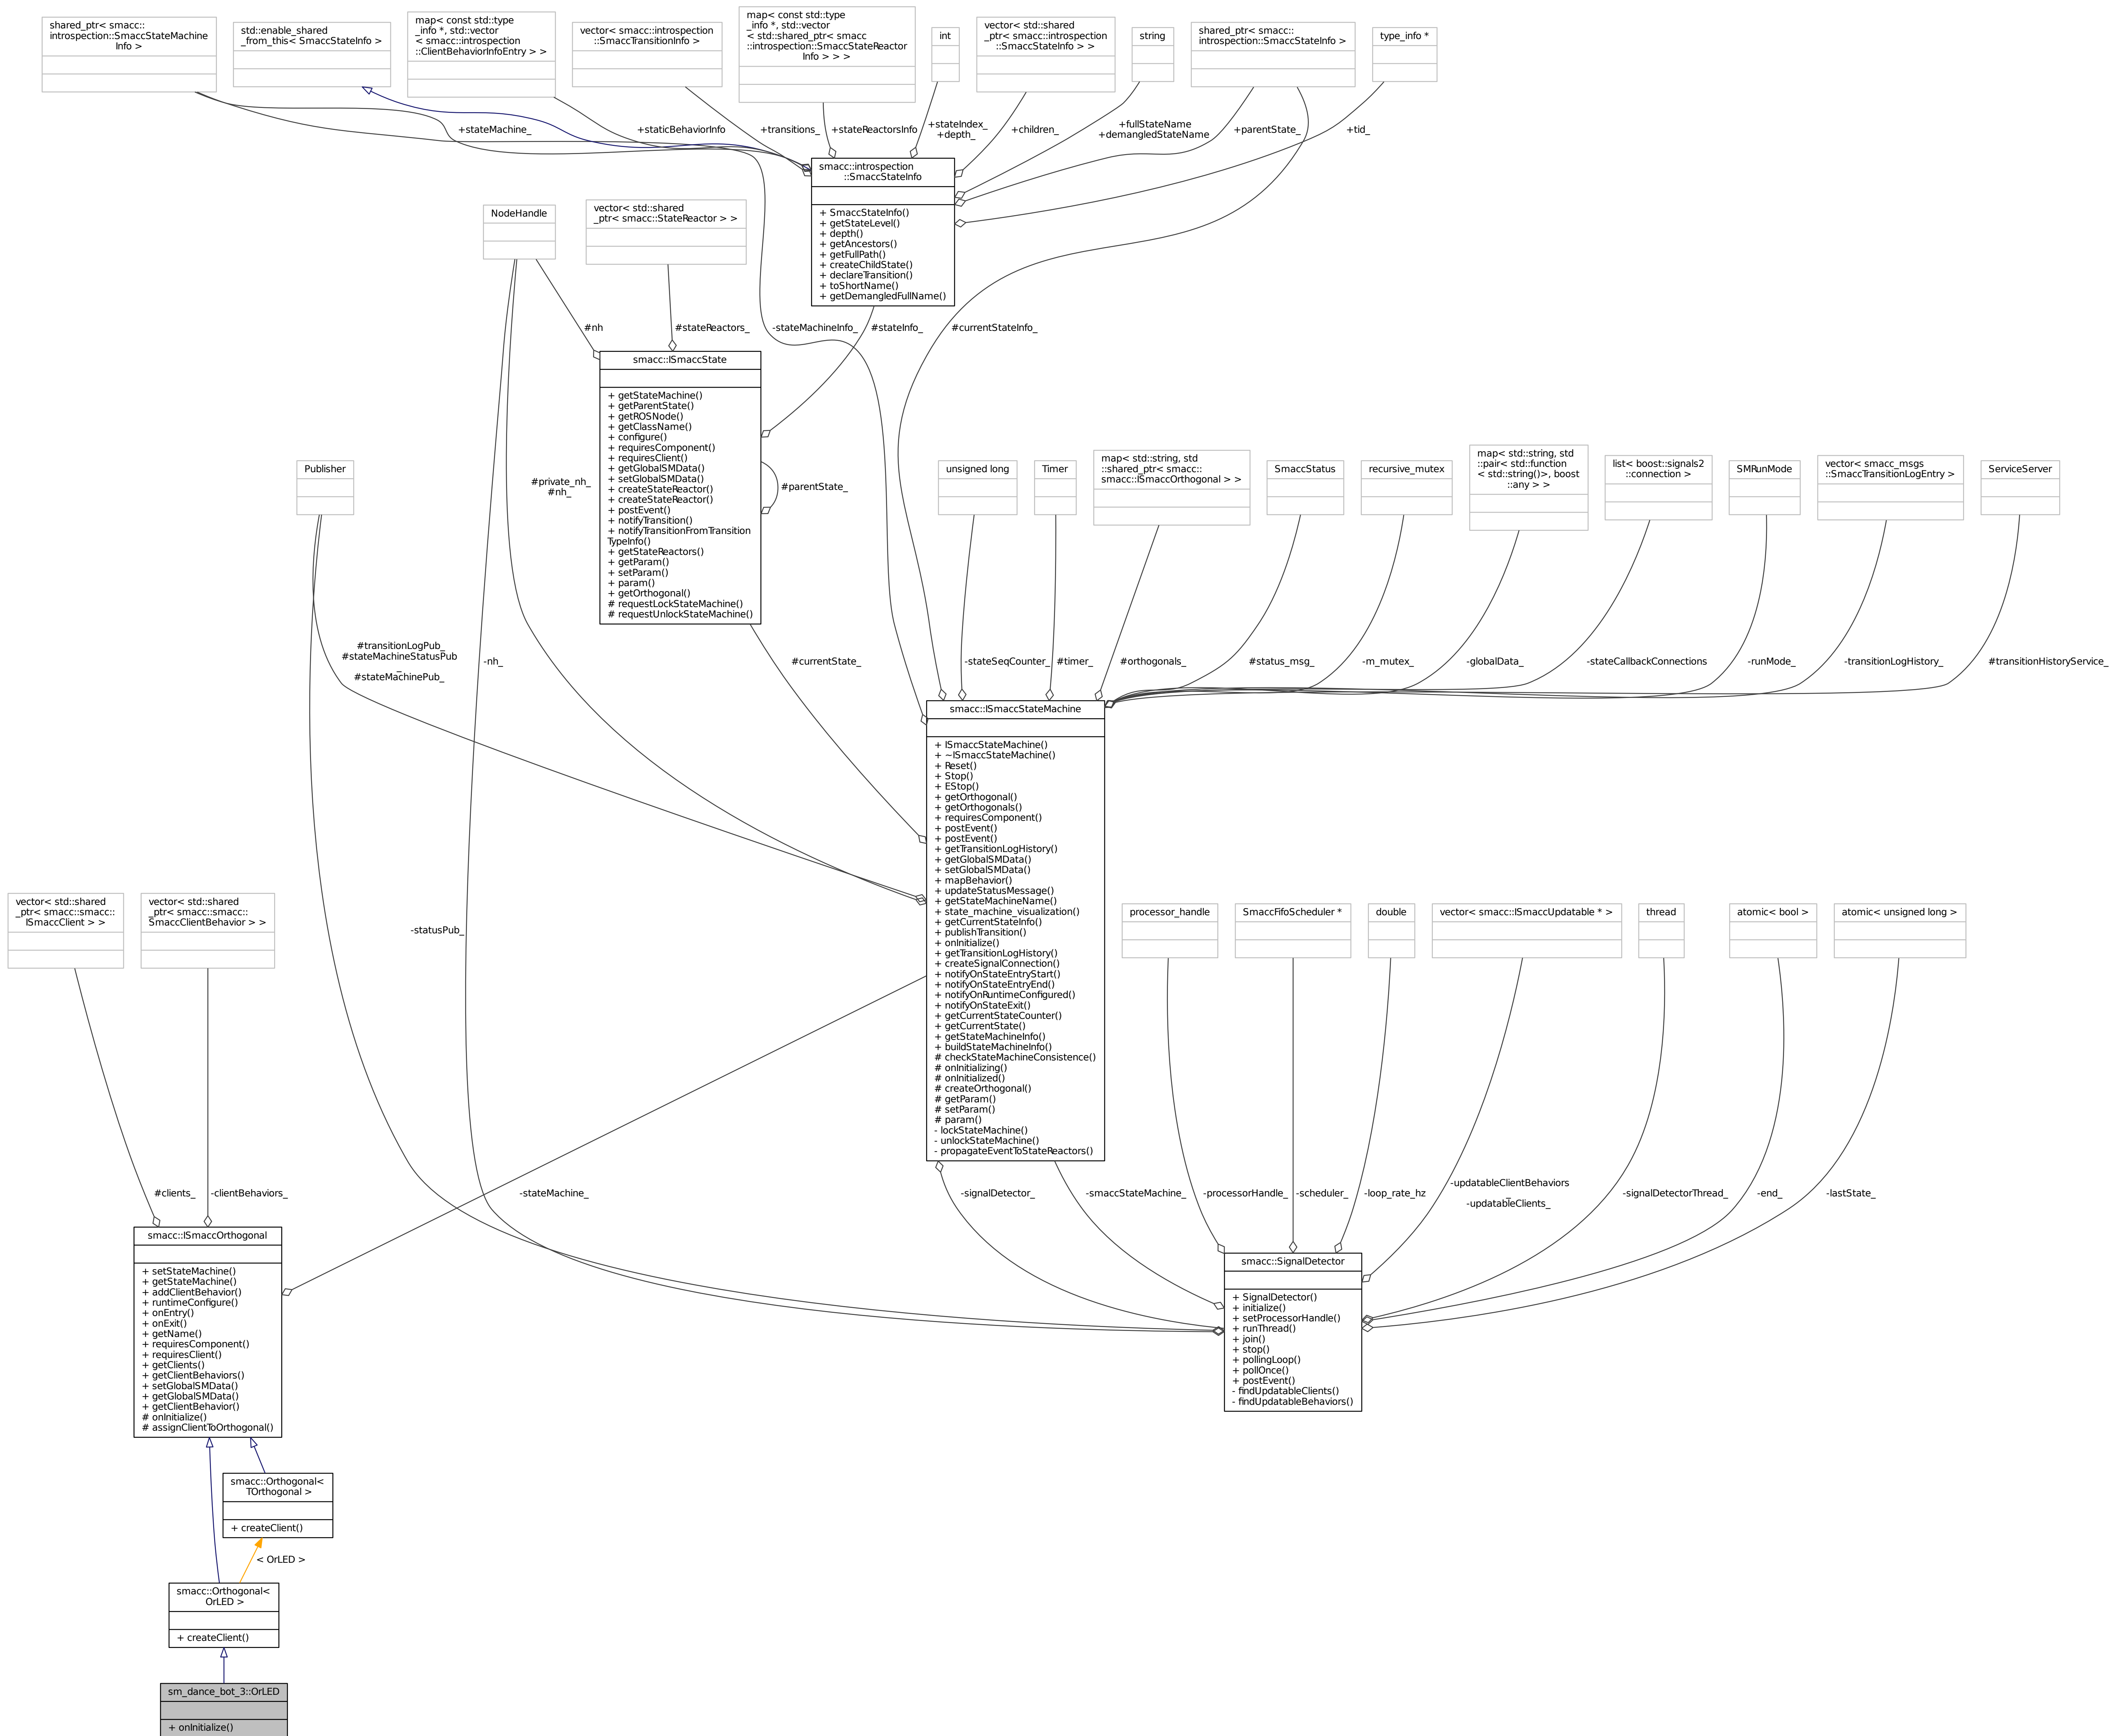 shared_ptr< smacc::
introspection::SmaccStateMachine
Info >
std::enable_shared
_from_this< SmaccStateInfo >
map< const std::type
_info *, std::vector
< smacc::introspection
::ClientBehaviorInfoEntry > >
vector< smacc::introspection
::SmaccTransitionInfo >
map< const std::type
_info *, std::vector
< std::shared_ptr< smacc
::introspection::SmaccStateReactor
Info > > >
int
vector< std::shared
_ptr< smacc::introspection
::SmaccStateInfo > >
string
shared_ptr< smacc::
introspection::SmaccStateInfo >
type_info *
+stateMachine_
+staticBehaviorInfo
+transitions_
+stateReactorsInfo
+stateIndex_
+depth_
+children_
+fullStateName
+demangledStateName
+parentState_
+tid_
smacc::introspection
::SmaccStateInfo
+ SmaccStateInfo()
+ getStateLevel()
+ depth()
+ getAncestors()
+ getFullPath()
+ createChildState()
+ declareTransition()
+ toShortName()
+ getDemangledFullName()
NodeHandle
vector< std::shared
_ptr< smacc::StateReactor > >
#nh
#stateReactors_
-stateMachineInfo_
#stateInfo_
#currentStateInfo_
smacc::ISmaccState
+ getStateMachine()
+ getParentState()
+ getROSNode()
+ getClassName()
+ configure()
+ requiresComponent()
+ requiresClient()
+ getGlobalSMData()
+ setGlobalSMData()
+ createStateReactor()
+ createStateReactor()
+ postEvent()
+ notifyTransition()
+ notifyTransitionFromTransition
TypeInfo()
+ getStateReactors()
+ getParam()
+ setParam()
+ param()
+ getOrthogonal()
# requestLockStateMachine()
# requestUnlockStateMachine()
#parentState_
Publisher
#private_nh_
#nh_
unsigned long
Timer
map< std::string, std
::shared_ptr< smacc::
smacc::ISmaccOrthogonal > >
SmaccStatus
recursive_mutex
map< std::string, std
::pair< std::function
< std::string()>, boost
::any > >
list< boost::signals2
::connection >
SMRunMode
vector< smacc_msgs
::SmaccTransitionLogEntry >
ServiceServer
#transitionLogPub_
#stateMachineStatusPub
_
#stateMachinePub_
-nh_
#currentState_
-stateSeqCounter_
#timer_
#orthogonals_
#status_msg_
-m_mutex_
-globalData_
-stateCallbackConnections
-runMode_
-transitionLogHistory_
#transitionHistoryService_
smacc::ISmaccStateMachine
+ ISmaccStateMachine()
+ ~ISmaccStateMachine()
+ Reset()
+ Stop()
+ EStop()
+ getOrthogonal()
+ getOrthogonals()
+ requiresComponent()
+ postEvent()
+ postEvent()
+ getTransitionLogHistory()
+ getGlobalSMData()
+ setGlobalSMData()
+ mapBehavior()
+ updateStatusMessage()
+ getStateMachineName()
+ state_machine_visualization()
+ getCurrentStateInfo()
+ publishTransition()
+ onInitialize()
+ getTransitionLogHistory()
+ createSignalConnection()
+ notifyOnStateEntryStart()
+ notifyOnStateEntryEnd()
+ notifyOnRuntimeConfigured()
+ notifyOnStateExit()
+ getCurrentStateCounter()
+ getCurrentState()
+ getStateMachineInfo()
+ buildStateMachineInfo()
# checkStateMachineConsistence()
# onInitializing()
# onInitialized()
# createOrthogonal()
# getParam()
# setParam()
# param()
- lockStateMachine()
- unlockStateMachine()
- propagateEventToStateReactors()
vector< std::shared
_ptr< smacc::smacc::
ISmaccClient > >
vector< std::shared
_ptr< smacc::smacc::
SmaccClientBehavior > >
-statusPub_
processor_handle
SmaccFifoScheduler *
double
vector< smacc::ISmaccUpdatable * >
thread
atomic< bool >
atomic< unsigned long >
#clients_
-clientBehaviors_
-stateMachine_
-signalDetector_
-smaccStateMachine_
-processorHandle_
-scheduler_
-loop_rate_hz
-updatableClientBehaviors
_
-updatableClients_
-signalDetectorThread_
-end_
-lastState_
smacc::ISmaccOrthogonal
+ setStateMachine()
+ getStateMachine()
+ addClientBehavior()
+ runtimeConfigure()
+ onEntry()
+ onExit()
+ getName()
+ requiresComponent()
+ requiresClient()
+ getClients()
+ getClientBehaviors()
+ setGlobalSMData()
+ getGlobalSMData()
+ getClientBehavior()
# onInitialize()
# assignClientToOrthogonal()
smacc::SignalDetector
+ SignalDetector()
+ initialize()
+ setProcessorHandle()
+ runThread()
+ join()
+ stop()
+ pollingLoop()
+ pollOnce()
+ postEvent()
- findUpdatableClients()
- findUpdatableBehaviors()
smacc::Orthogonal<
TOrthogonal >
+ createClient()
< OrLED >
smacc::Orthogonal<
OrLED >
+ createClient()
sm_dance_bot_3::OrLED
+ onInitialize()